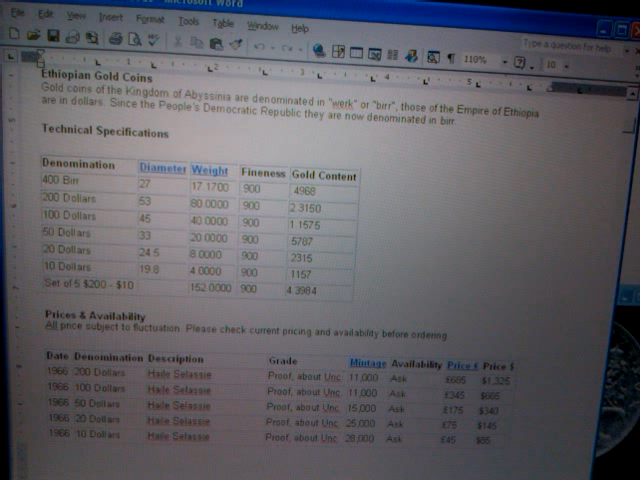 Microsoft Word
File Edit View Insert Format Tools Table Window Help
Type a question for help
110% 10
Ethiopian Gold Coins
Gold coins of the Kingdom of Abyssinia are denominated in "werk" or "birr", those of the Empire of Ethiopia
are in dollars. Since the People's Democratic Republic they are now denominated in birr.
Technical Specifications
Denomination Diameter Weight Fineness Gold Content
400 Birr 27 17.1700 900 .4968
200 Dollars 53 80.0000 900 2.3150
100 Dollars 45 40.0000 900 1.1575
50 Dollars 33 20.0000 900 .5787
20 Dollars 24.5 8.0000 900 .2315
10 Dollars 19.8 4.0000 900 .1157
Set of 5 $200 - $10 152.0000 900 4.3984
Prices & Availability
All price subject to fluctuation. Please check current pricing and availability before ordering
Date Denomination Description Grade Mintage Availability Price £ Price $
1966 200 Dollars Haile Selassie Proof, about Unc 11,000 Ask £685 $1,325
1966 100 Dollars Haile Selassie Proof, about Unc 11,000 Ask £345 $665
1966 50 Dollars Haile Selassie Proof, about Unc 15,000 Ask £175 $340
1966 20 Dollars Haile Selassie Proof, about Unc 25,000 Ask £75 $145
1966 10 Dollars Haile Selassie Proof, about Unc 28,000 Ask £45 $85